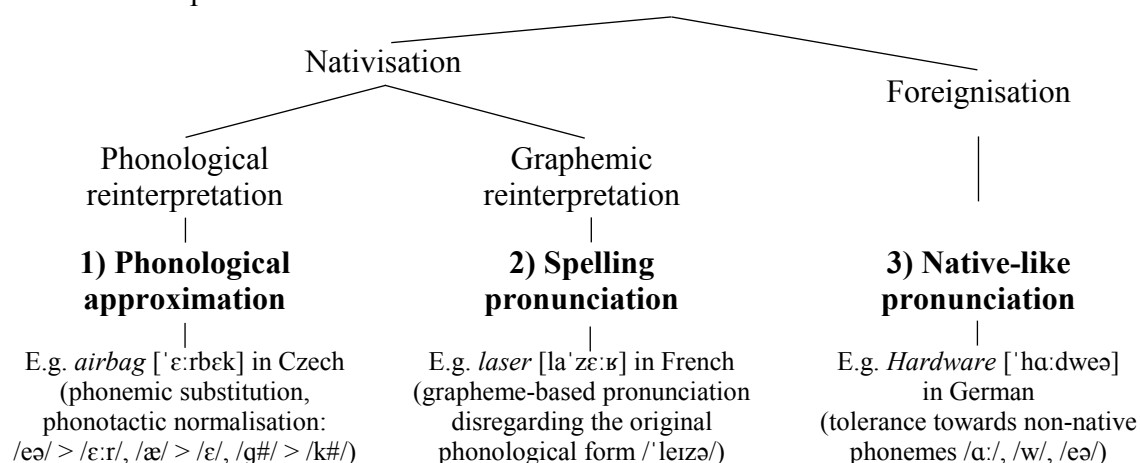 Nativisation
Foreignisation
Phonological
reinterpretation
Graphemic
reinterpretation
1) Phonological
approximation
2) Spelling
pronunciation
3) Native-like
pronunciation
E.g. airbag [ˈɛːrbɛk] in Czech
(phonemic substitution,
phonotactic normalisation:
/eə/ > /ɛːr/, /æ/ > /ɛ/, /g#/ > /k#/)
E.g. laser [laˈzɛːʁ] in French
(grapheme-based pronunciation
disregarding the original
phonological form /ˈleɪzə/)
E.g. Hardware [ˈhɑːdweə]
in German
(tolerance towards non-native
phonemes /ɑː/, /w/, /eə/)